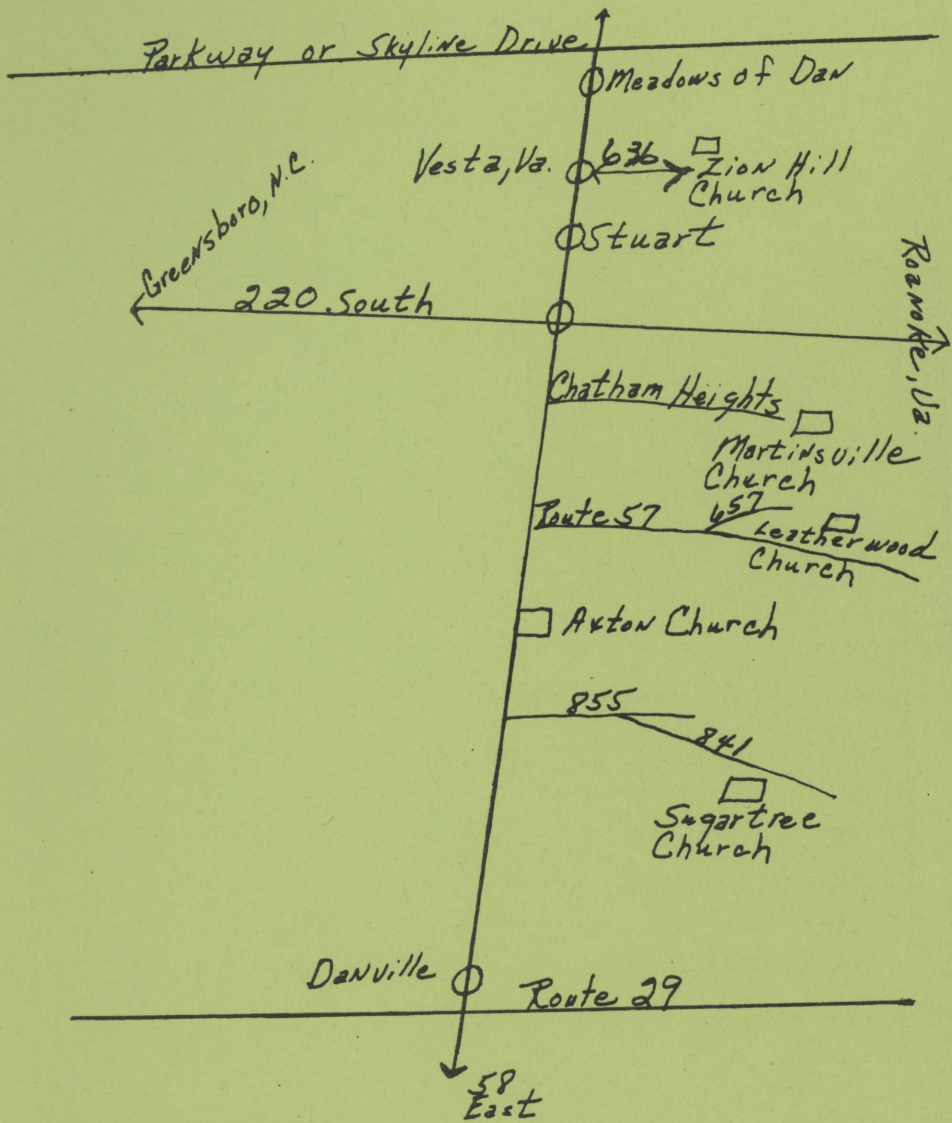 Parkway or Skyline Drive
Meadows of Dan
Vesta, Va.
636
Zion Hill
Church
Stuart
Greensboro, N.C.
220 South
Roanoke, Va.
Chatham Heights
Martinsville
Church
Route 57
657
Leatherwood
Church
Axton Church
855
841
Sugartree
Church
Danville
Route 29
58
East